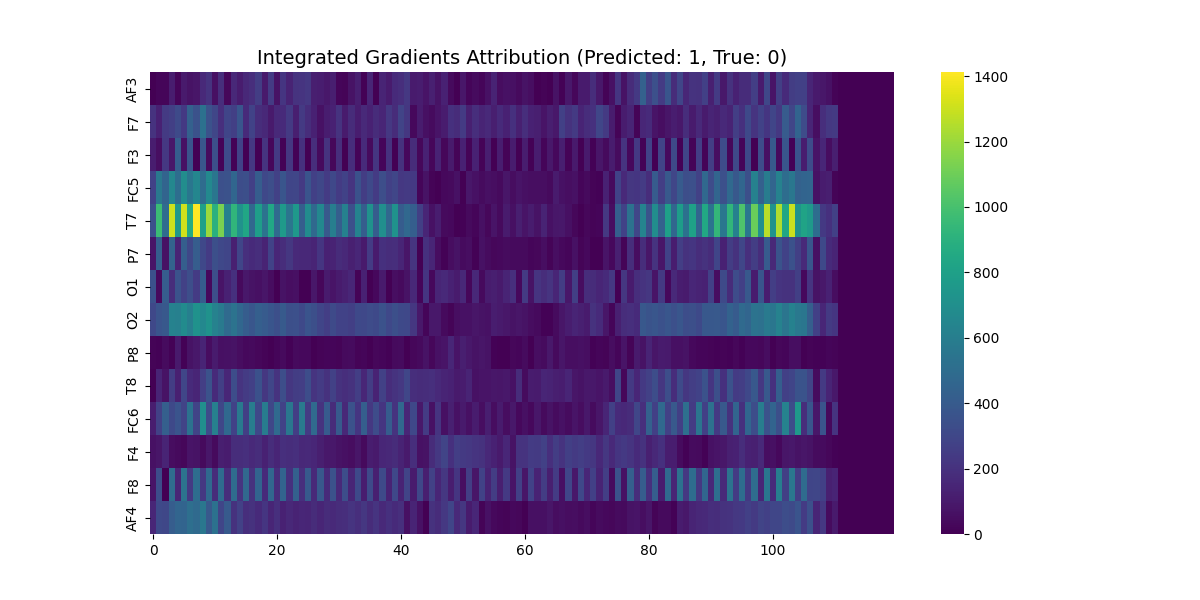 Integrated Gradients Attribution (Predicted: 1, True: 0)
AF3
F7
F3
FC5
T7
P7
O1
O2
P8
T8
FC6
F4
F8
AF4
0 20 40 60 80 100
1400
1200
1000
800
600
400
200
0